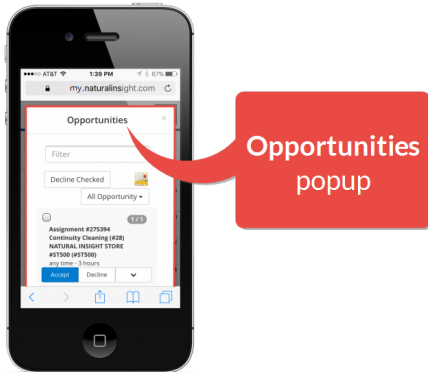 AT&T 1:39 PM 67%
my.naturalinsight.com
Opportunities ×
Filter
Decline Checked
All Opportunity
1 / 1
Assignment #275394
Continuity Cleaning (#28)
NATURAL INSIGHT STORE
#ST500 (#ST500)
any time - 3 hours
Accept Decline
Opportunities
popup